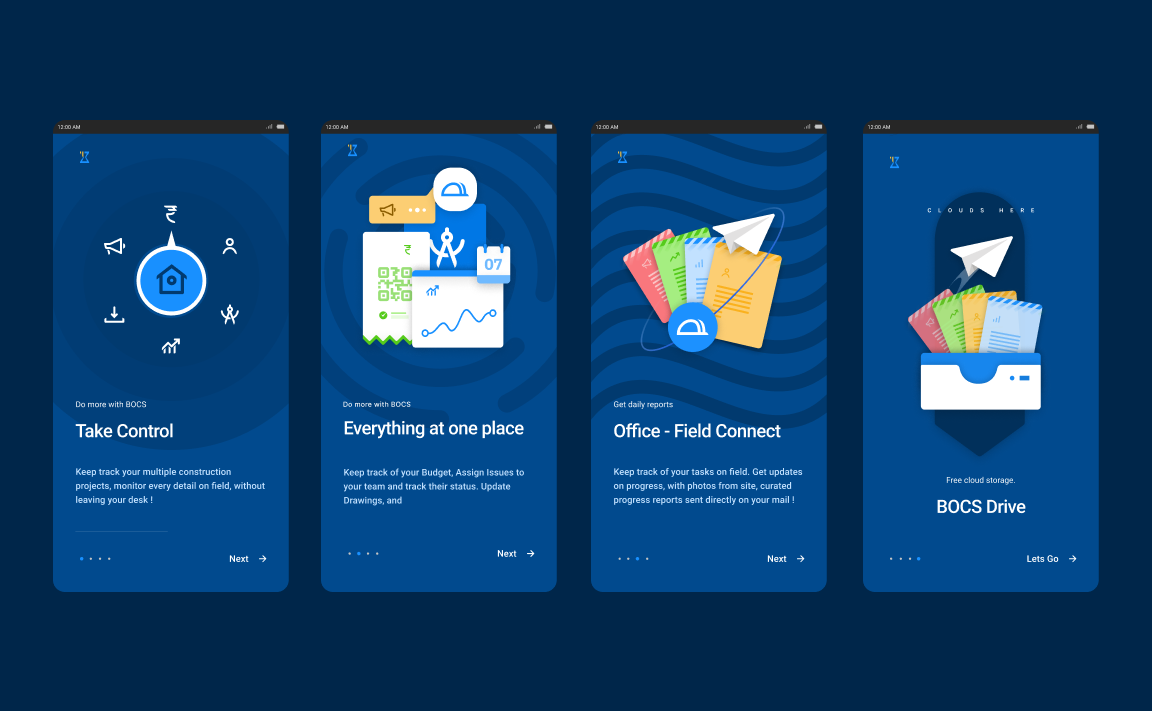 12:00 AM
Do more with BOCS
Take Control
Keep track your multiple construction
projects, monitor every detail on field, without
leaving your desk !
Next
12:00 AM
07
Do more with BOCS
Everything at one place
Keep track of your Budget, Assign Issues to
your team and track their status. Update
Drawings, and
Next
12:00 AM
Get daily reports
Office - Field Connect
Keep track of your tasks on field. Get updates
on progress, with photos from site, curated
progress reports sent directly on your mail !
Next
12:00 AM
CLOUDS HERE
Free cloud storage.
BOCS Drive
Lets Go